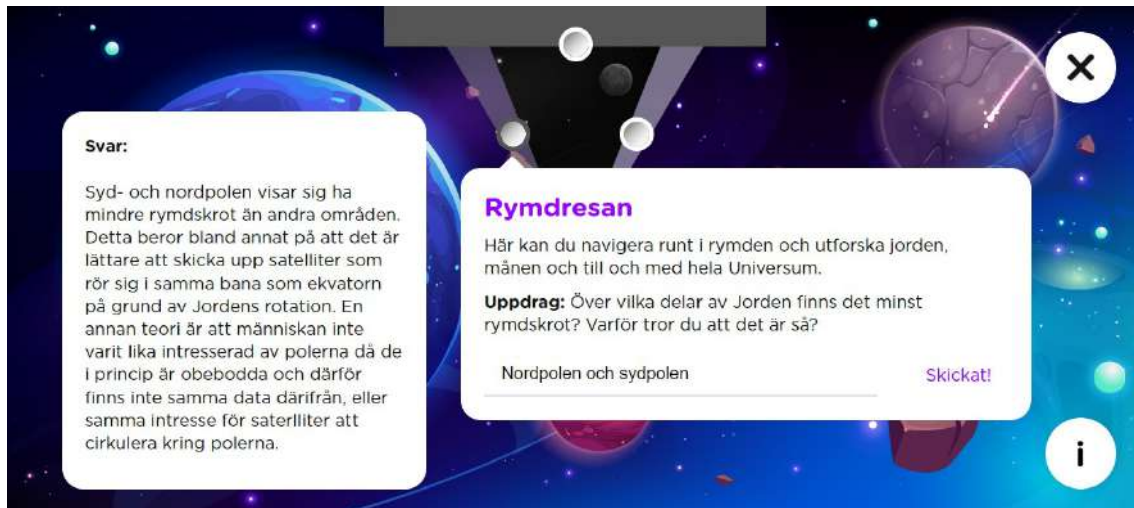 Svar:
Syd- och nordpolen visar sig ha
mindre rymdskrot än andra områden.
Detta beror bland annat på att det är
lättare att skicka upp satelliter som
rör sig i samma bana som ekvatorn
på grund av Jordens rotation. En
annan teori är att människan inte
varit lika intresserad av polerna då de
i princip är obebodda och därför
finns inte samma data därifrån, eller
samma intresse för saterlliter att
cirkulera kring polerna.
Rymdresan
Här kan du navigera runt i rymden och utforska jorden,
månen och till och med hela Universum.
Uppdrag: Över vilka delar av Jorden finns det minst
rymdskrot? Varför tror du att det är så?
Nordpolen och sydpolen
Skickat!
i